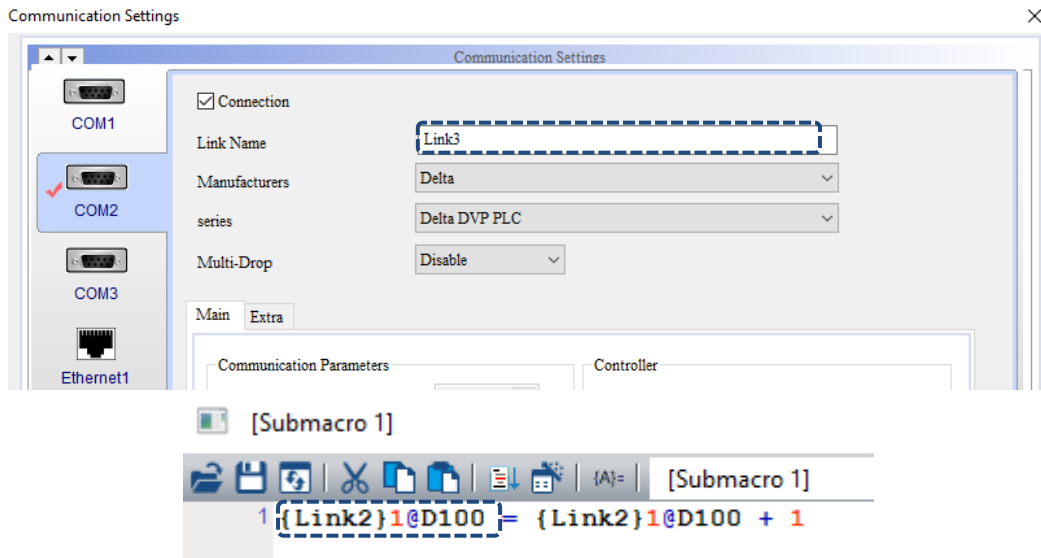 Communication Settings
Communication Settings
COM1
COM2
COM3
Ethernet1
Connection
Link Name Link3
Manufacturers Delta
series Delta DVP PLC
Multi-Drop Disable
Main Extra
Communication Parameters Controller
[Submacro 1]
{A}= [Submacro 1]
1 {Link2}1@D100 = {Link2}1@D100 + 1